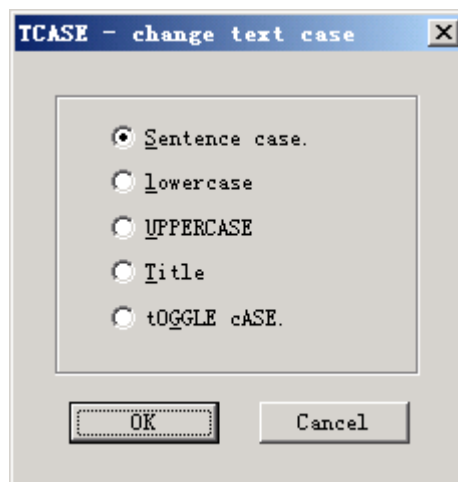 TCASE - change text case
Sentence case.
lowercase
UPPERCASE
Title
tOGGLE cASE.
OK Cancel